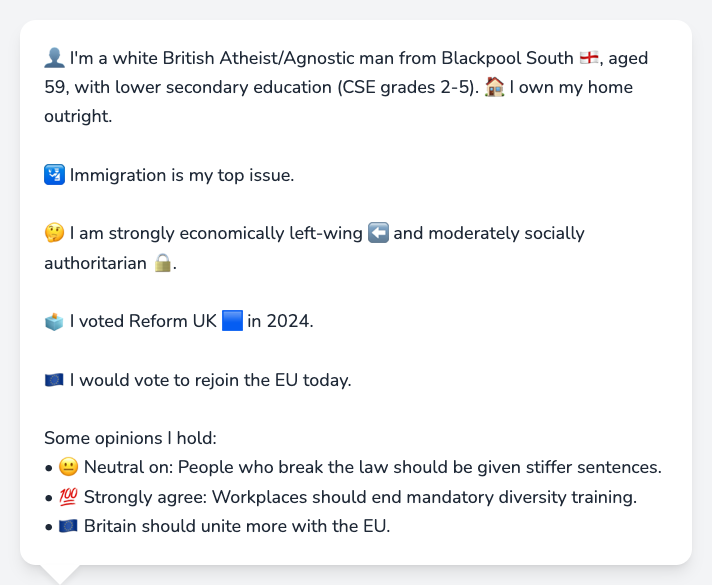 👤 I'm a white British Atheist/Agnostic man from Blackpool South 🏴󠁧󠁢󠁥󠁮󠁧󠁿, aged
59, with lower secondary education (CSE grades 2-5). 🏠 I own my home
outright.
🛂 Immigration is my top issue.
🤔 I am strongly economically left-wing ⬅️ and moderately socially
authoritarian 🔒.
🗳️ I voted Reform UK 🟦 in 2024.
🇪🇺 I would vote to rejoin the EU today.
Some opinions I hold:
• 😐 Neutral on: People who break the law should be given stiffer sentences.
• 💯 Strongly agree: Workplaces should end mandatory diversity training.
• 🇪🇺 Britain should unite more with the EU.